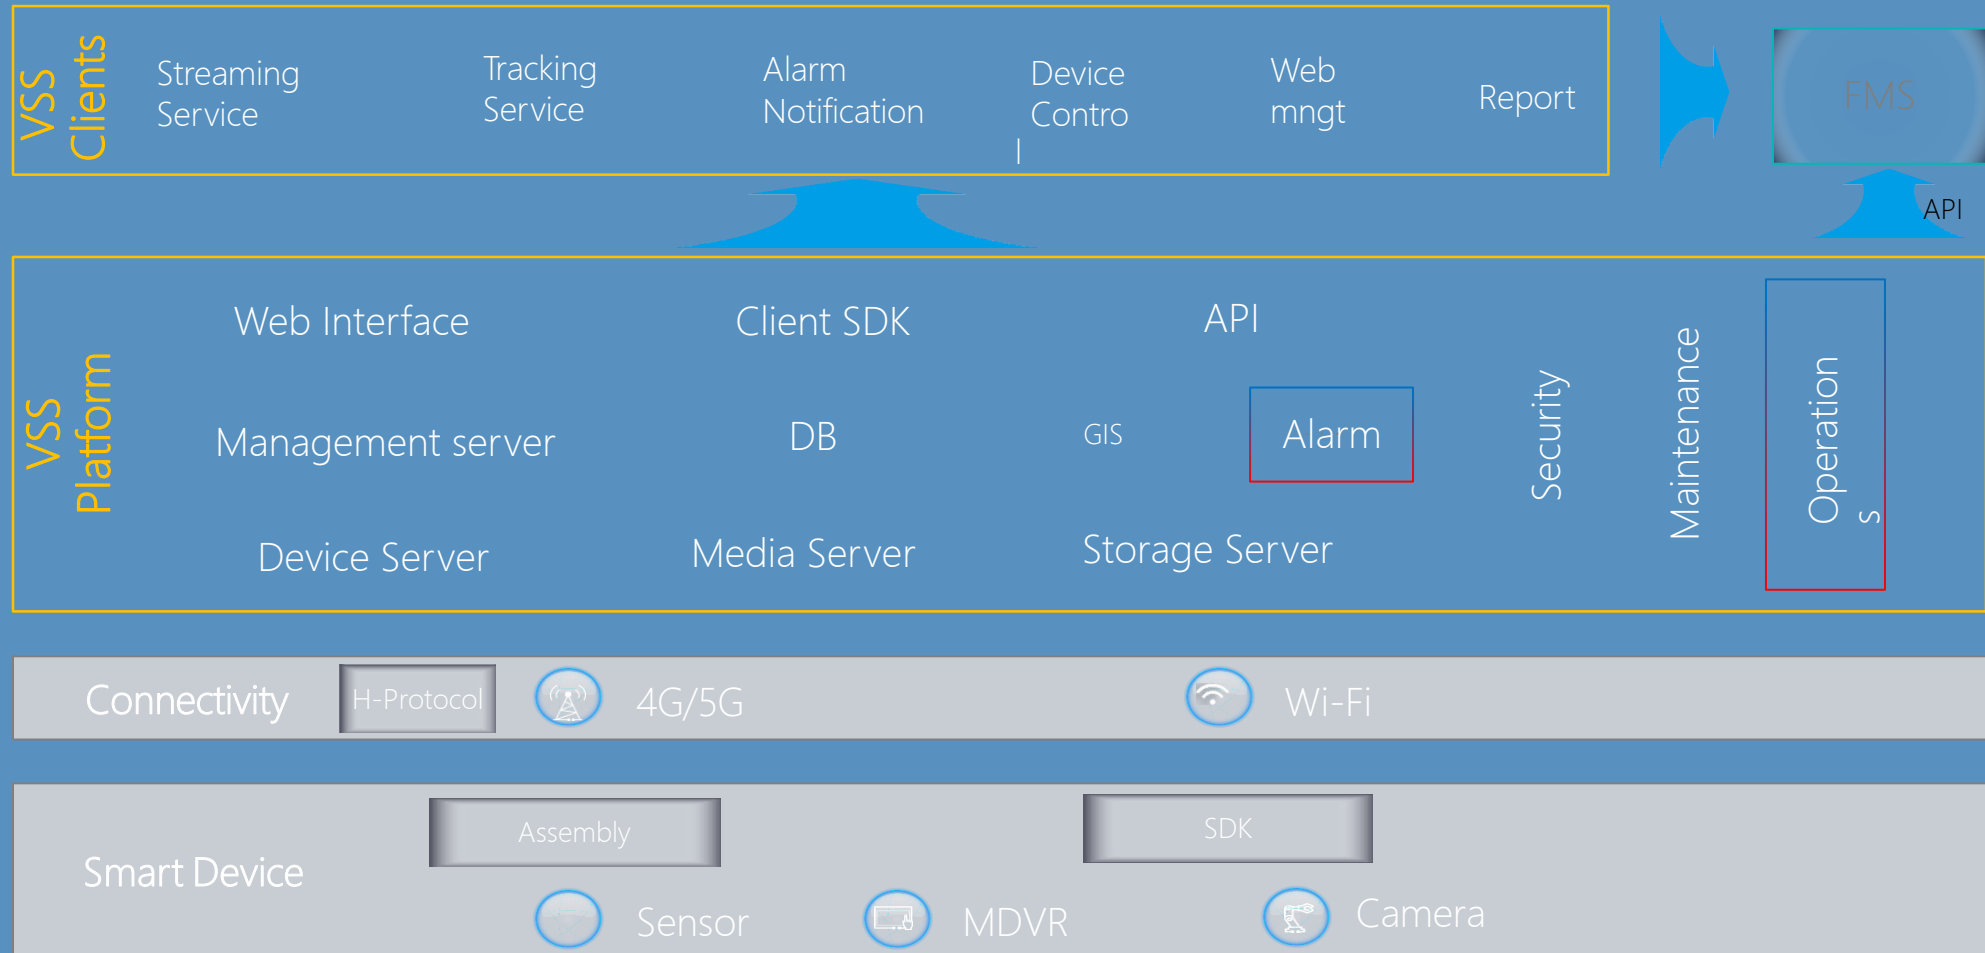 VSS
Clients
Streaming
Service
Tracking
Service
Alarm
Notification
Device
Contro
l
Web
mngt
Report
FMS
API
VSS
Platform
Web Interface
Client SDK
API
Management server
DB
GIS
Alarm
Device Server
Media Server
Storage Server
Security
Maintenance
Operation
s
Connectivity
H-Protocol
4G/5G
Wi-Fi
Smart Device
Assembly
SDK
Sensor
MDVR
Camera